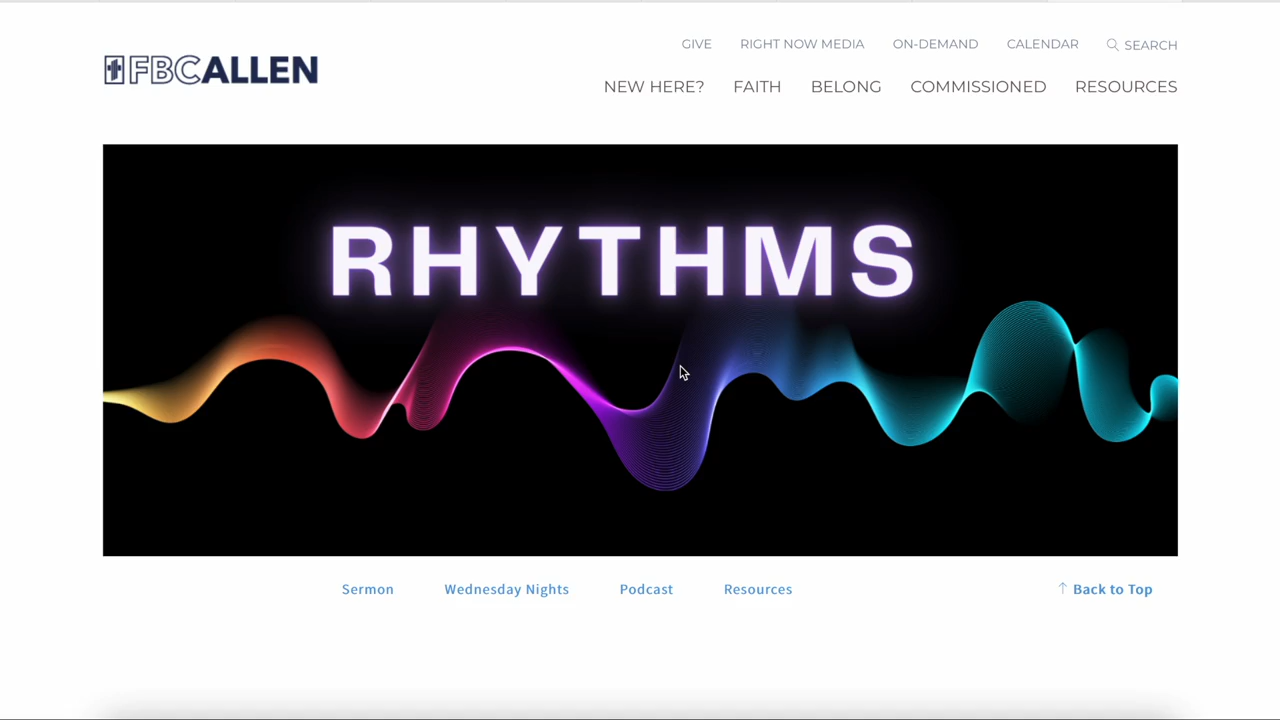 FBCALLEN
GIVE RIGHT NOW MEDIA ON-DEMAND CALENDAR SEARCH
NEW HERE? FAITH BELONG COMMISSIONED RESOURCES
RHYTHMS
Sermon Wednesday Nights Podcast Resources ↑ Back to Top